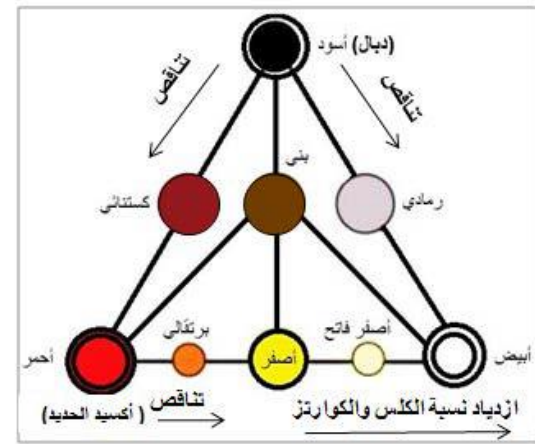 (دبال) أسود
تناقص
تناقص
بني
كستنائي
رمادي
برتقالي
أصفر فاتح
أحمر
أصفر
أبيض
تناقص
ازدياد نسبة الكلس والكوارتز
(أكسيد الحديد)